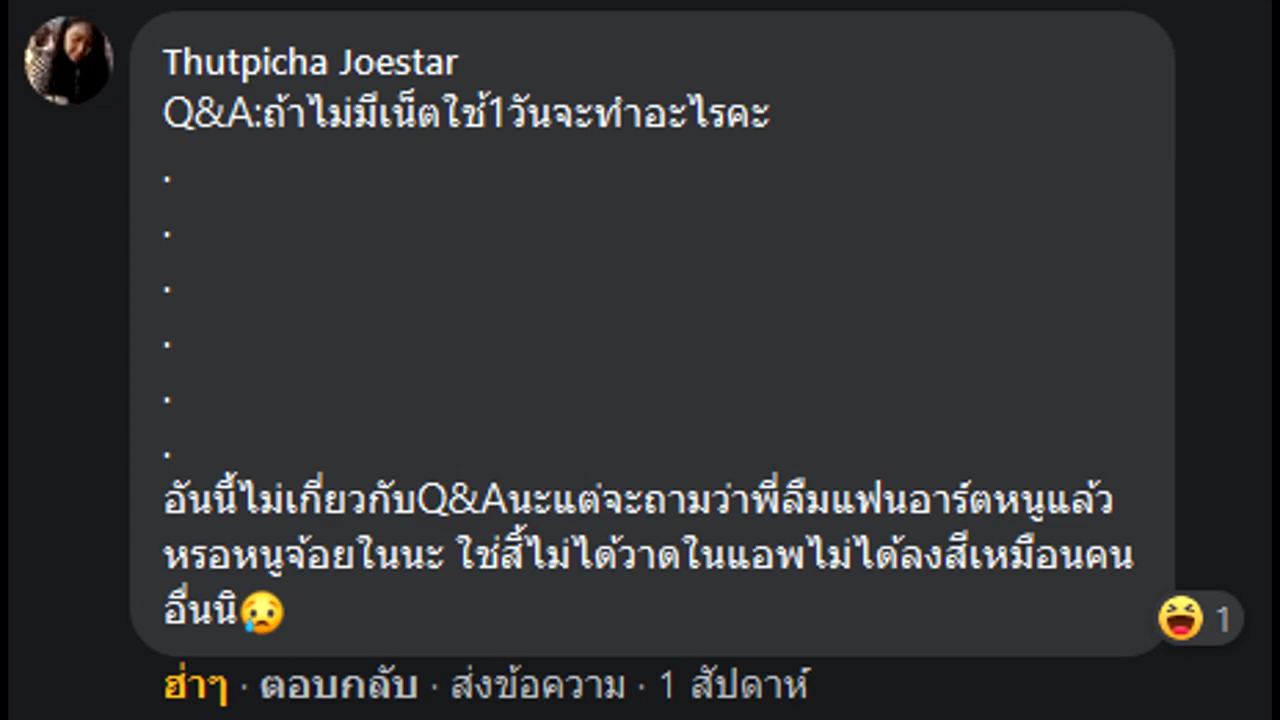 Thutpicha Joestar
Q&A:ถ้าไม่มีเน็ตใช้1วันจะทำอะไรคะ
.
.
.
.
.
.
อันนี้ไม่เกี่ยวกับQ&Aนะแต่จะถามว่าพี่ลืมแฟนอาร์ตหนูแล้ว
หรอหนูจ้อยในนะ ใช่สิ้ไม่ได้วาดในแอพไม่ได้ลงสีเหมือนคน
อื่นนิ😥
😆 1
ฮ่าๆ · ตอบกลับ · ส่งข้อความ · 1 สัปดาห์